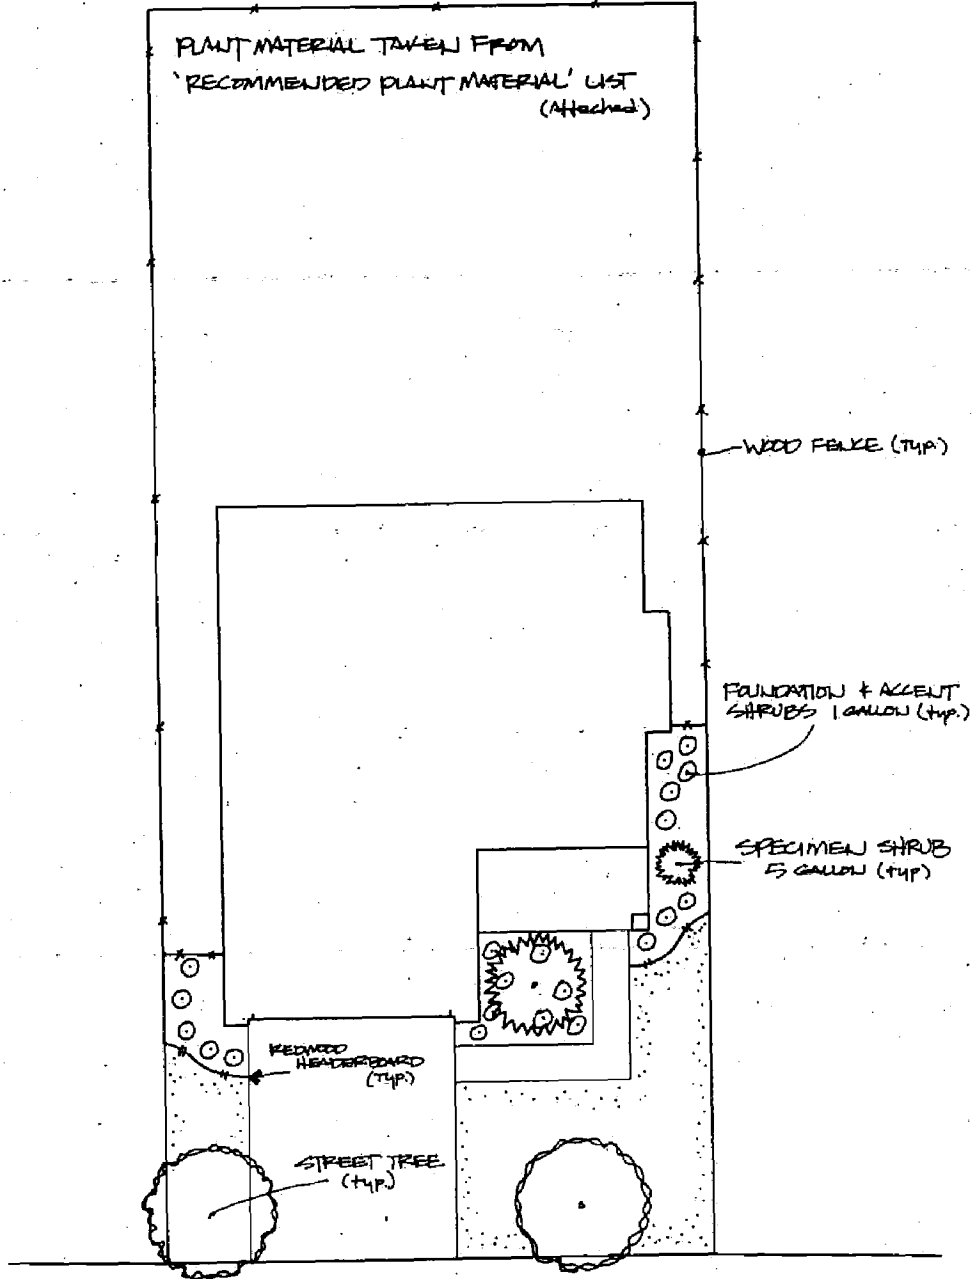 PLANT MATERIAL TAKEN FROM
'RECOMMENDED PLANT MATERIAL' LIST
(Attached)
WOOD FENCE (TYP.)
FOUNDATION & ACCENT
SHRUBS 1 GALLON (typ.)
SPECIMEN SHRUB
5 GALLON (typ)
REDWOOD
HEADERBOARD
(TYP.)
STREET TREE
(typ.)